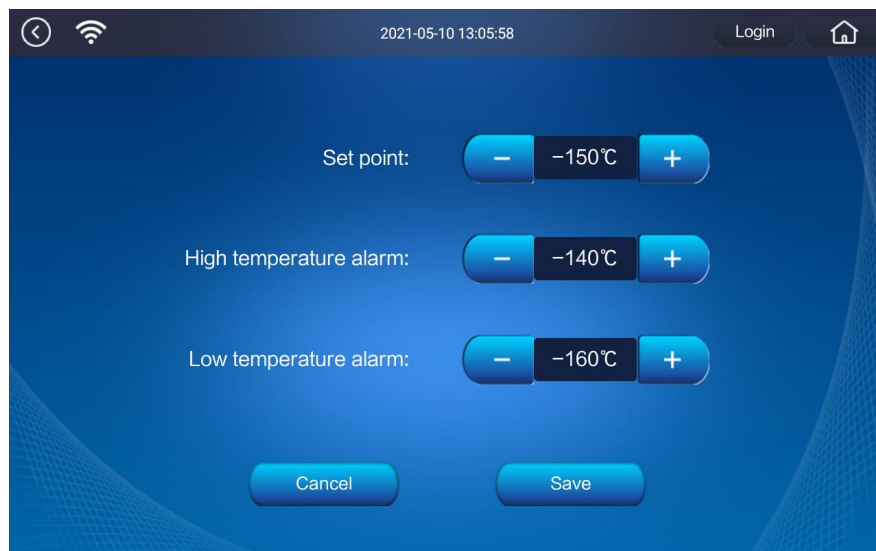 2021-05-10 13:05:58 Login
Set point: − −150℃ +
High temperature alarm: − −140℃ +
Low temperature alarm: − −160℃ +
Cancel Save